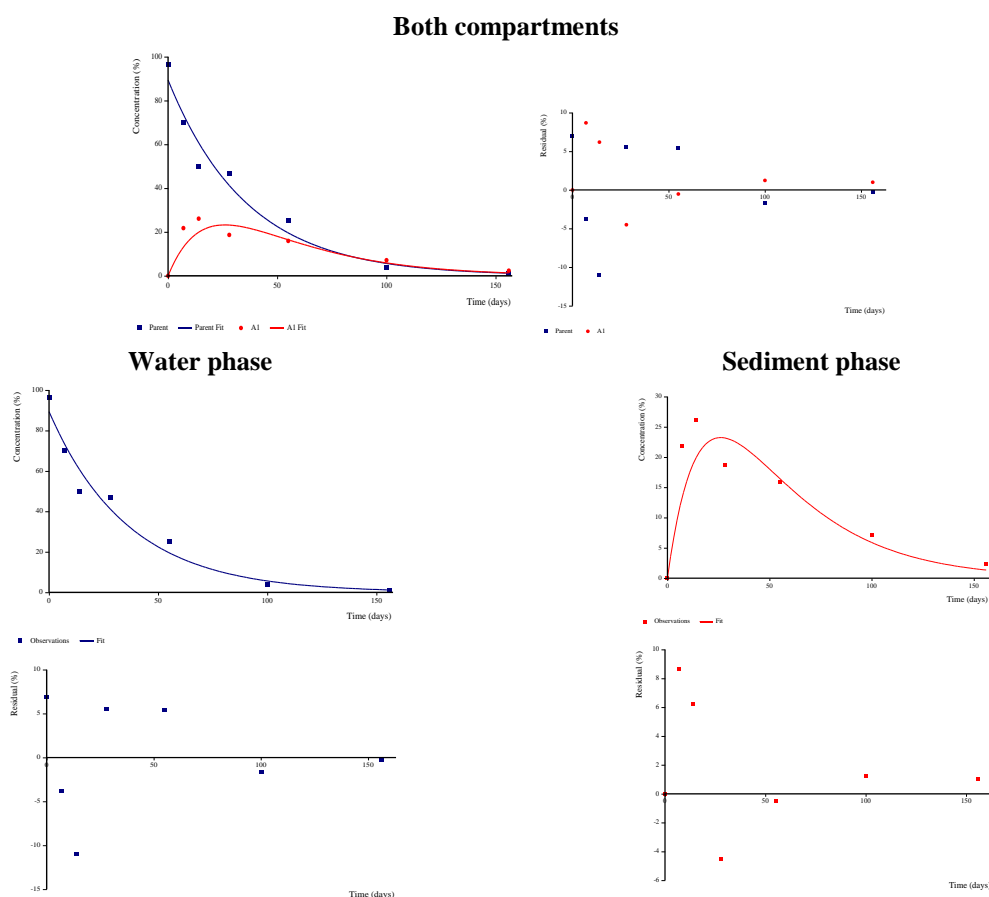 Both compartments
Concentration (%)
100
80
60
40
20
0
0
50
100
150
Time (days)
Parent
Parent Fit
A1
A1 Fit
Residual (%)
10
5
0
-5
-10
-15
50
100
150
Time (days)
Parent
A1
Water phase
Sediment phase
Concentration (%)
100
80
60
40
20
0
0
50
100
150
Time (days)
Observations
Fit
Concentration (%)
30
25
20
15
10
5
0
0
50
100
150
Time (days)
Observations
Fit
Residual (%)
10
5
0
-5
-10
-15
0
50
100
150
Time (days)
Residual (%)
10
8
6
4
2
0
-2
-4
-6
0
50
100
150
Time (days)